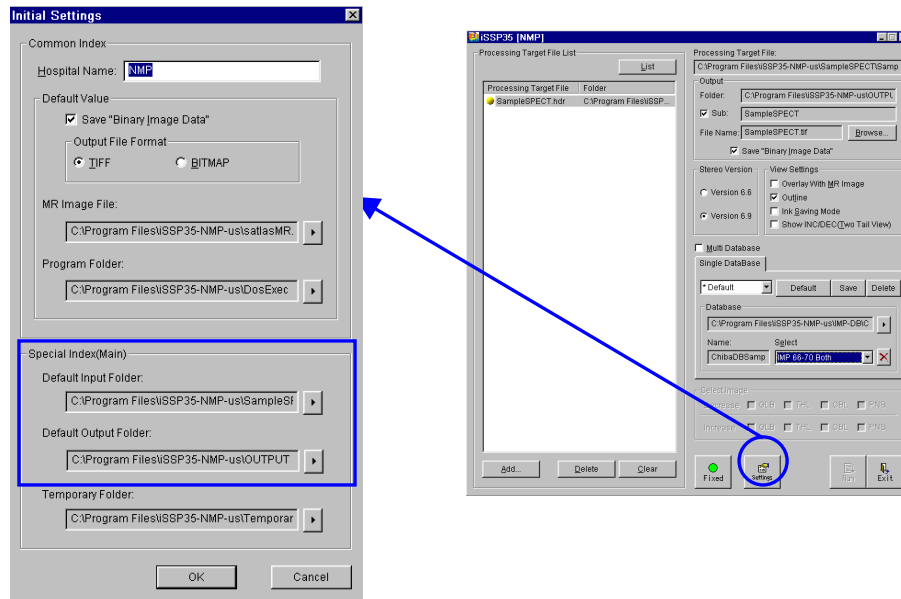 Initial Settings
Common Index
Hospital Name: NMP
Default Value
Save "Binary Image Data"
Output File Format
TIFF BITMAP
MR Image File:
C:\Program Files\iSSP35-NMP-us\satlasMR.
Program Folder:
C:\Program Files\iSSP35-NMP-us\DosExec
Special Index(Main)
Default Input Folder:
C:\Program Files\iSSP35-NMP-us\SampleSF
Default Output Folder:
C:\Program Files\iSSP35-NMP-us\OUTPUT
Temporary Folder:
C:\Program Files\iSSP35-NMP-us\Temporar
OK Cancel
iSSP35 [NMP]
Processing Target File List
List
Processing Target File Folder
SampleSPECT.hdr C:\Program Files\iSSP...
Add... Delete Clear
Processing Target File:
C:\Program Files\iSSP35-NMP-us\SampleSPECT\Samp
Output
Folder: C:\Program Files\iSSP35-NMP-us\OUTPU
Sub: SampleSPECT
File Name: SampleSPECT.tif Browse...
Save "Binary Image Data"
Stereo Version
Version 6.6
Version 6.9
View Settings
Overlay With MR Image
Outline
Ink Saving Mode
Show INC/DEC(Two Tail View)
Multi Database
Single DataBase
* Default Default Save Delete
Database
C:\Program Files\iSSP35-NMP-us\IMP-DB\C
Name: Select
ChibaDBSamp IMP 66-70 Both
Select Image
Decrease GLB THL CBL PNS
Increase GLB THL CBL PNS
Fixed Settings Run Exit